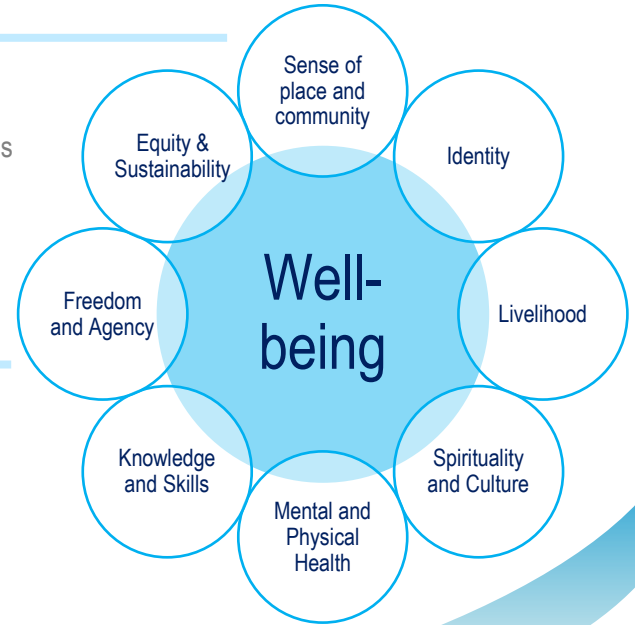 Sense of
place and
community
Identity
Livelihood
Spirituality
and Culture
Mental and
Physical
Health
Knowledge
and Skills
Freedom
and Agency
Equity &
Sustainability
Well-
being
s